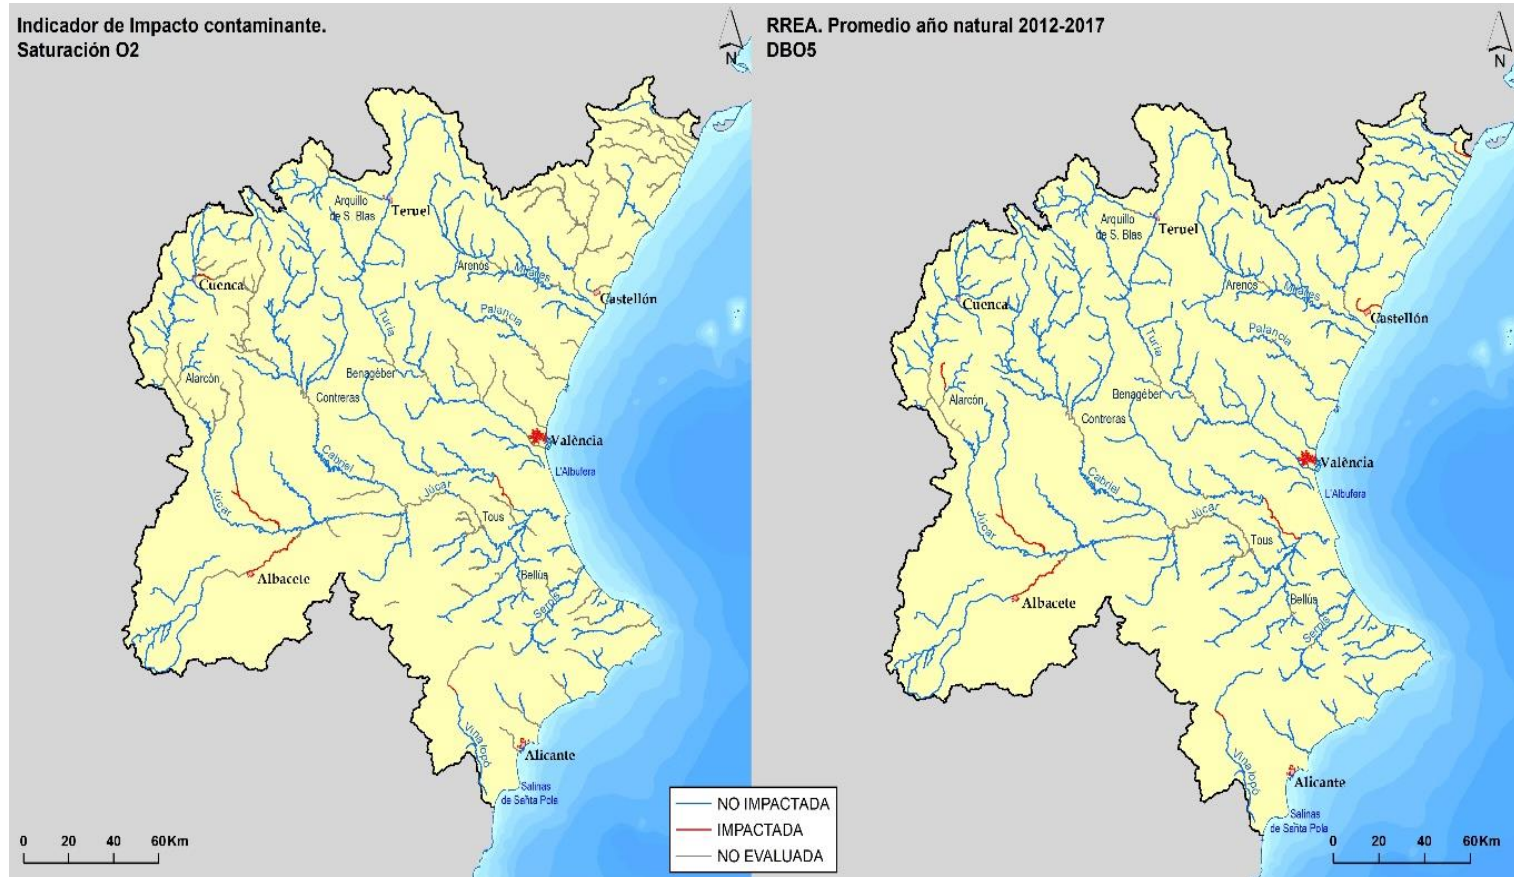 Indicador de Impacto contaminante.
Saturación O2
N
Arquillo
de S. Blas
Teruel
Cuenca
Arenós
Mijares
Castellón
Palancia
Turia
Alarcón
Benagéber
Contreras
València
L'Albufera
Cabriel
Júcar
Júcar
Tous
Albacete
Bellús
Serpis
Vinalopó
Alicante
Salinas
de Santa Pola
0 20 40 60 Km
RREA. Promedio año natural 2012-2017
DBO5
N
Arquillo
de S. Blas
Teruel
Cuenca
Arenós
Mijares
Castellón
Palancia
Turia
Alarcón
Benagéber
Contreras
València
L'Albufera
Cabriel
Júcar
Júcar
Tous
Albacete
Bellús
Serpis
Vinalopó
Alicante
Salinas
de Santa Pola
0 20 40 60 Km
NO IMPACTADA
IMPACTADA
NO EVALUADA